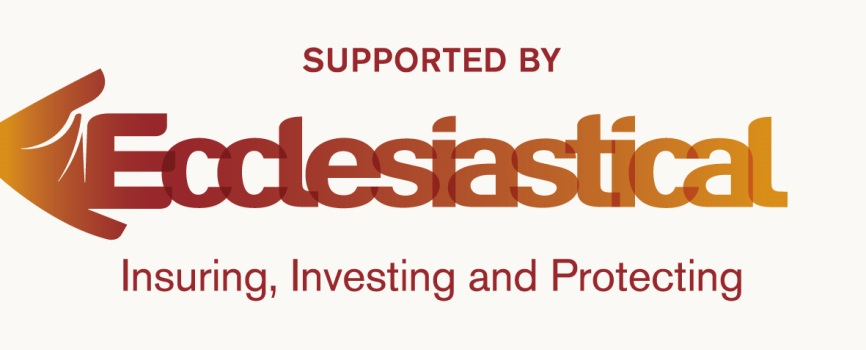 SUPPORTED BY
Ecclesiastical
Insuring, Investing and Protecting